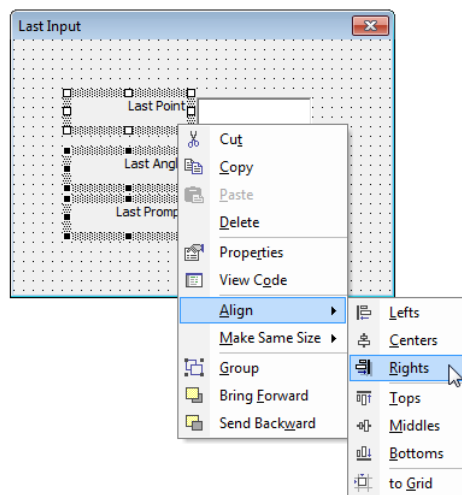 Last Input
Last Point
Last Angl
Last Promp
Cut
Copy
Paste
Delete
Properties
View Code
Align
Make Same Size
Group
Bring Forward
Send Backward
Lefts
Centers
Rights
Tops
Middles
Bottoms
to Grid